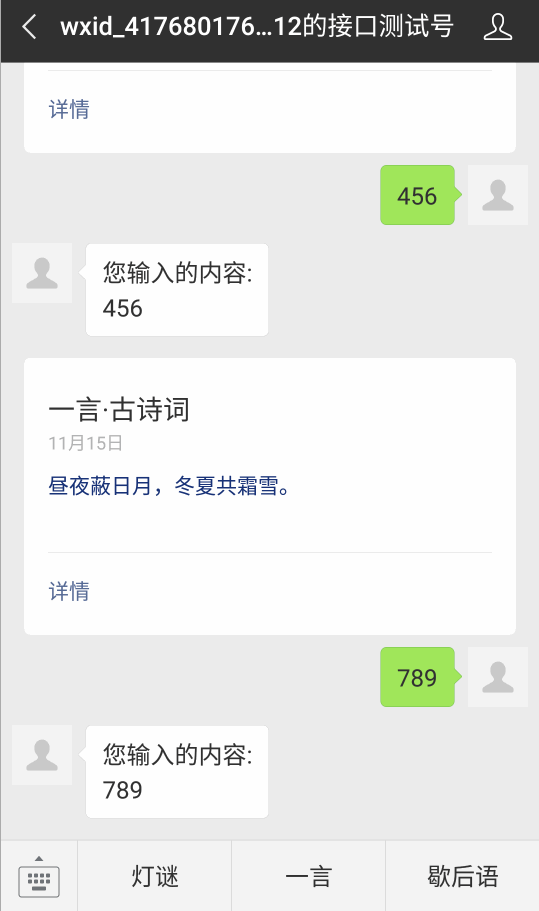 wxid_417680176...12的接口测试号
详情
456
您输入的内容:
456
一言·古诗词
11月15日
昼夜蔽日月，冬夏共霜雪。
详情
789
您输入的内容:
789
灯谜
一言
歇后语